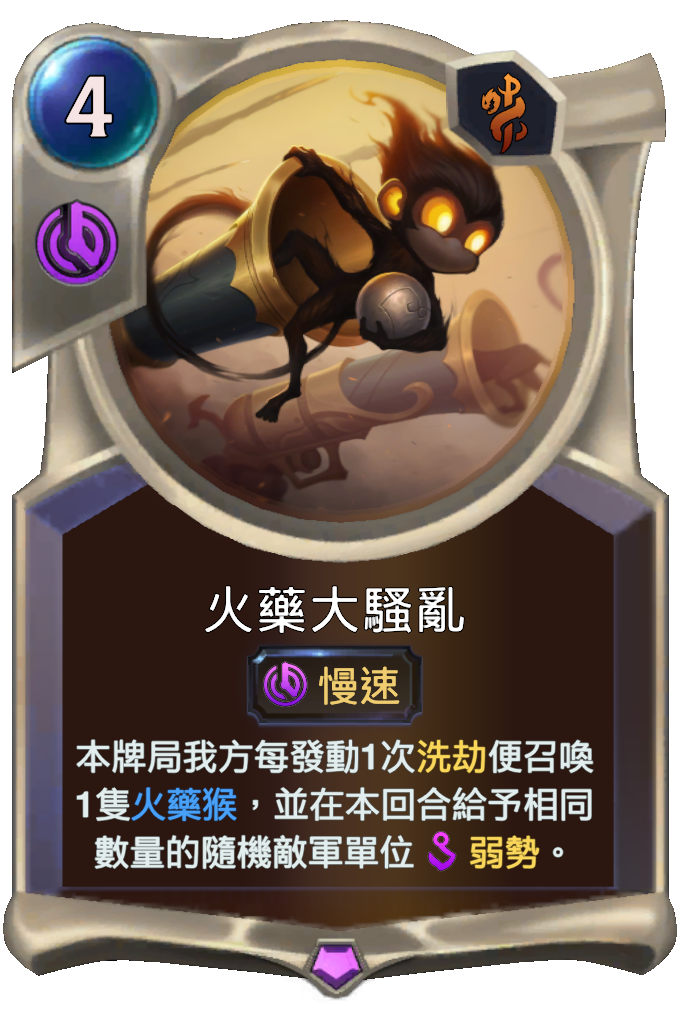 4
火藥大騷亂
慢速
本牌局我方每發動1次洗劫便召喚
1隻火藥猴，並在本回合給予相同
數量的隨機敵軍單位 弱勢。